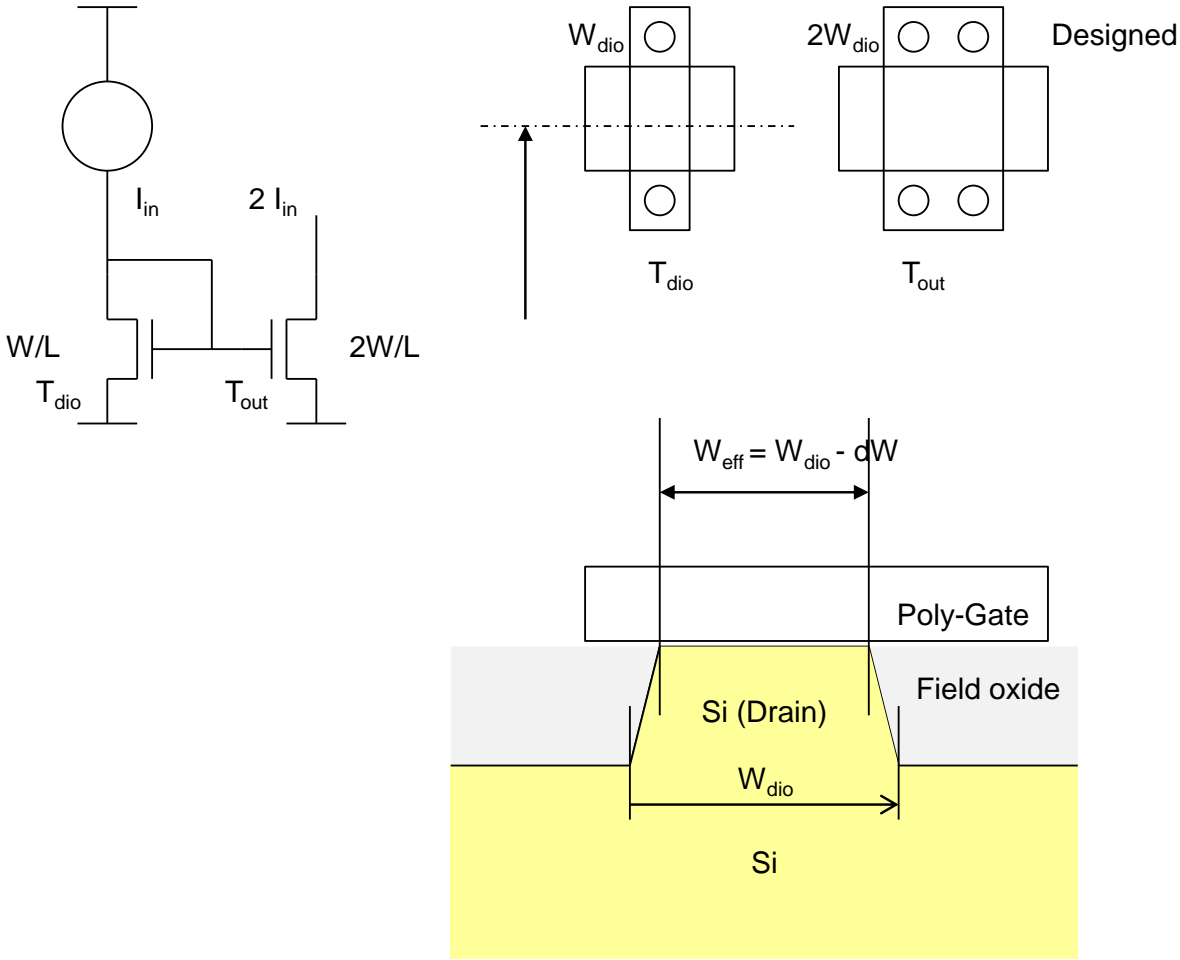 W_dio
2W_dio
Designed
I_in
2 I_in
T_dio
T_out
W/L
2W/L
T_dio
T_out
W_eff = W_dio - dW
Poly-Gate
Field oxide
Si (Drain)
W_dio
Si